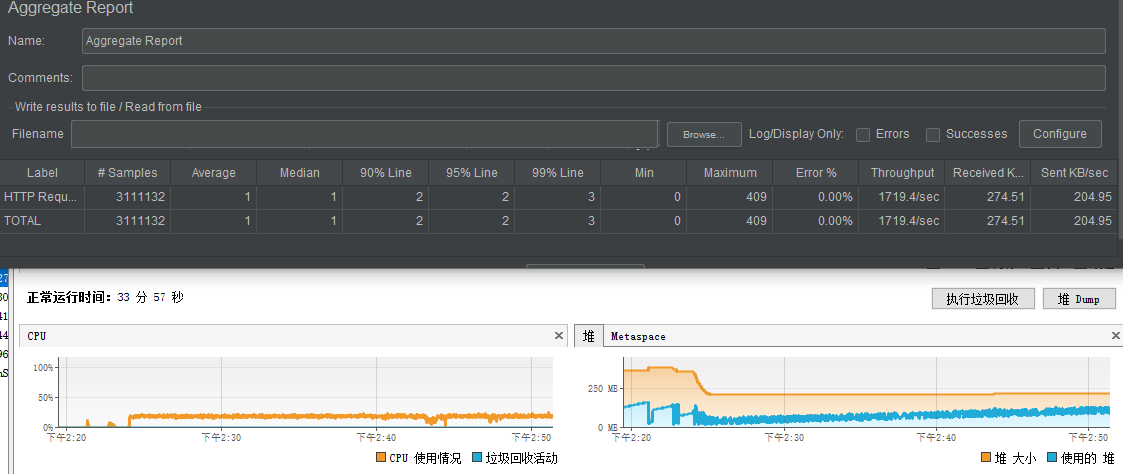 Aggregate Report
Name: Aggregate Report
Comments:
Write results to file / Read from file
Filename Browse... Log/Display Only: Errors Successes Configure
Label # Samples Average Median 90% Line 95% Line 99% Line Min Maximum Error % Throughput Received K... Sent KB/sec
HTTP Requ... 3111132 1 1 2 2 3 0 409 0.00% 1719.4/sec 274.51 204.95
TOTAL 3111132 1 1 2 2 3 0 409 0.00% 1719.4/sec 274.51 204.95
27
30
41
44
96
正常运行时间: 33 分 57 秒
执行垃圾回收 堆 Dump
CPU × 堆 Metaspace ×
100%
50%
0%
下午2:20 下午2:30 下午2:40 下午2:50
CPU 使用情况 垃圾回收活动
250 MB
0 MB
下午2:20 下午2:30 下午2:40 下午2:50
堆 大小 使用的 堆